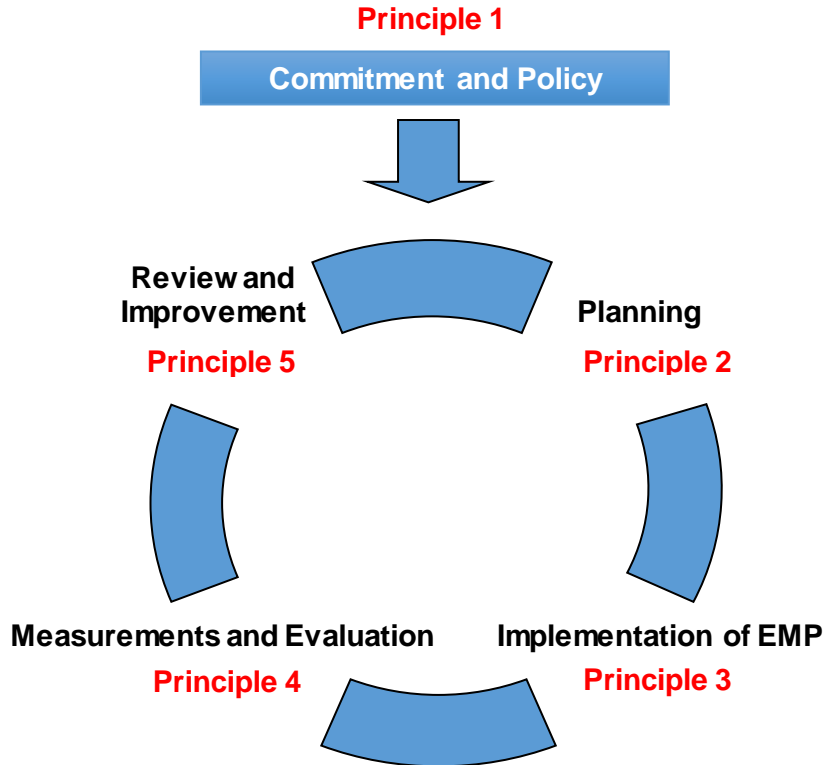 Principle 1
Commitment and Policy
Review and
Improvement
Principle 5
Planning
Principle 2
Measurements and Evaluation
Principle 4
Implementation of EMP
Principle 3